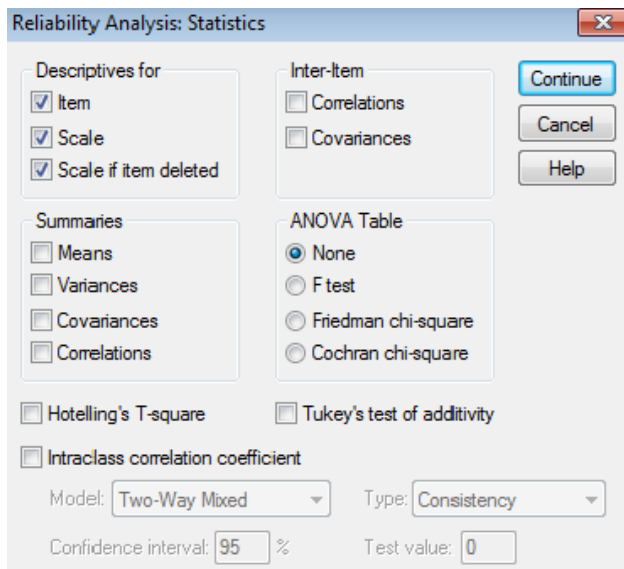 Reliability Analysis: Statistics
Descriptives for
Item
Scale
Scale if item deleted
Inter-Item
Correlations
Covariances
Continue
Cancel
Help
Summaries
Means
Variances
Covariances
Correlations
ANOVA Table
None
F test
Friedman chi-square
Cochran chi-square
Hotelling's T-square
Tukey's test of additivity
Intraclass correlation coefficient
Model: Two-Way Mixed
Type: Consistency
Confidence interval: 95 %
Test value: 0